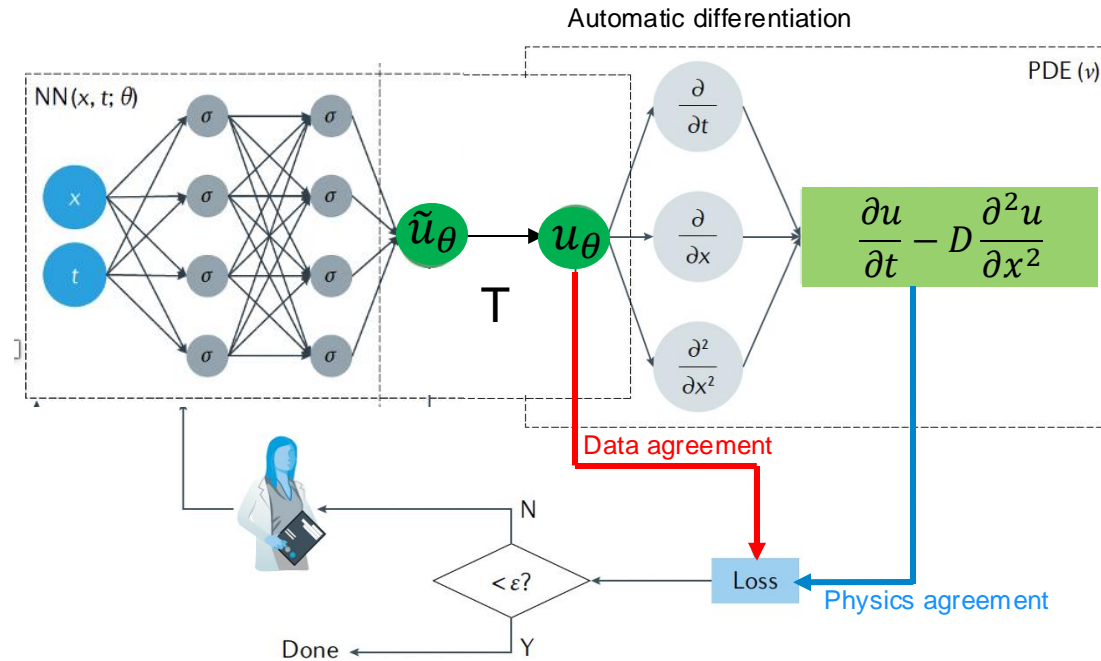 Automatic differentiation
NN(x, t; θ)
PDE (ν)
x
t
σ
σ
σ
σ
σ
σ
σ
σ
ũ_θ
T
u_θ
∂/∂t
∂/∂x
∂²/∂x²
∂u/∂t − D ∂²u/∂x²
Data agreement
N
< ε?
Loss
Physics agreement
Y
Done